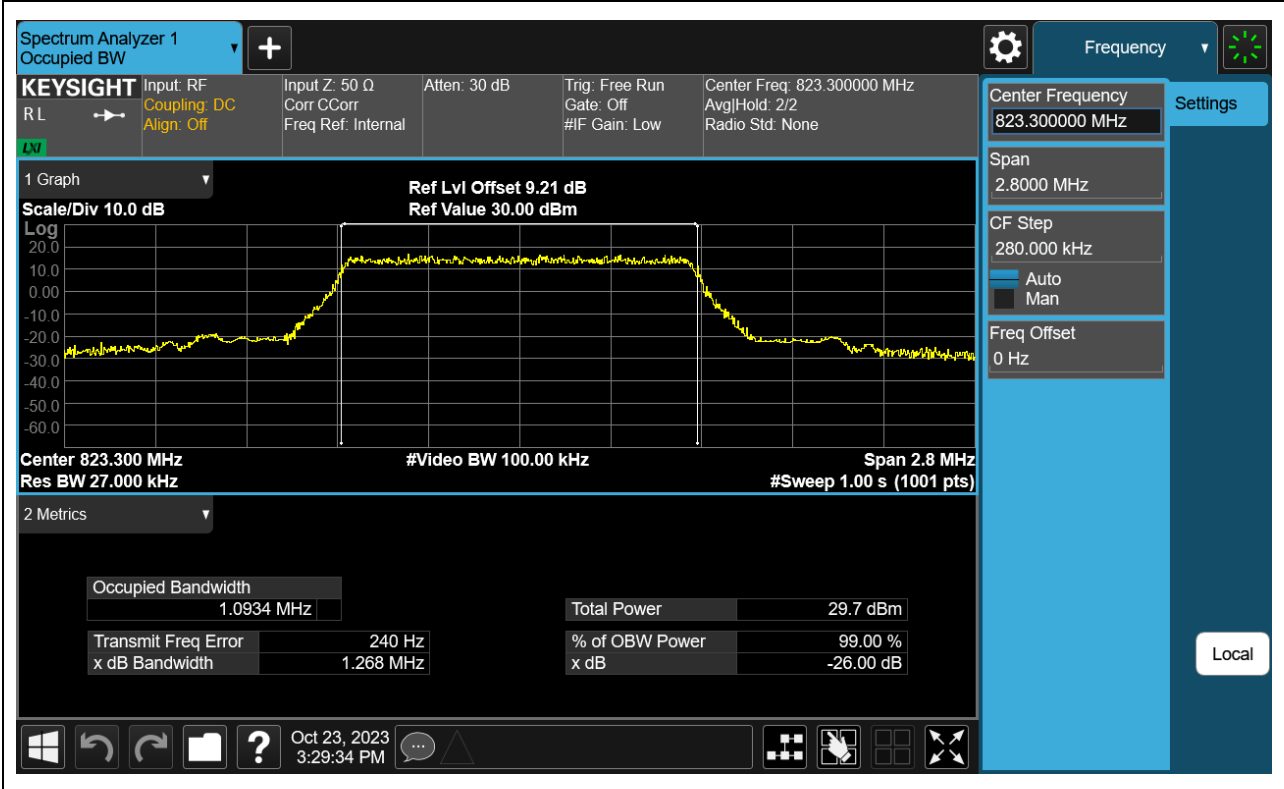 Spectrum Analyzer 1
Occupied BW
▼
+
Frequency
▼
KEYSIGHT
R L
LXI
Input: RF
Coupling: DC
Align: Off
Input Z: 50 Ω
Corr CCorr
Freq Ref: Internal
Atten: 30 dB
Trig: Free Run
Gate: Off
#IF Gain: Low
Center Freq: 823.300000 MHz
Avg|Hold: 2/2
Radio Std: None
Center Frequency
823.300000 MHz
Settings
Span
2.8000 MHz
CF Step
280.000 kHz
Auto
Man
Freq Offset
0 Hz
Local
1 Graph ▼
Scale/Div 10.0 dB
Ref Lvl Offset 9.21 dB
Ref Value 30.00 dBm
Log
20.0
10.0
0.00
-10.0
-20.0
-30.0
-40.0
-50.0
-60.0
Center 823.300 MHz
#Video BW 100.00 kHz
Span 2.8 MHz
Res BW 27.000 kHz
#Sweep 1.00 s (1001 pts)
2 Metrics ▼
Occupied Bandwidth
1.0934 MHz
Total Power 29.7 dBm
Transmit Freq Error 240 Hz
% of OBW Power 99.00 %
x dB Bandwidth 1.268 MHz
x dB -26.00 dB
?
Oct 23, 2023
3:29:34 PM